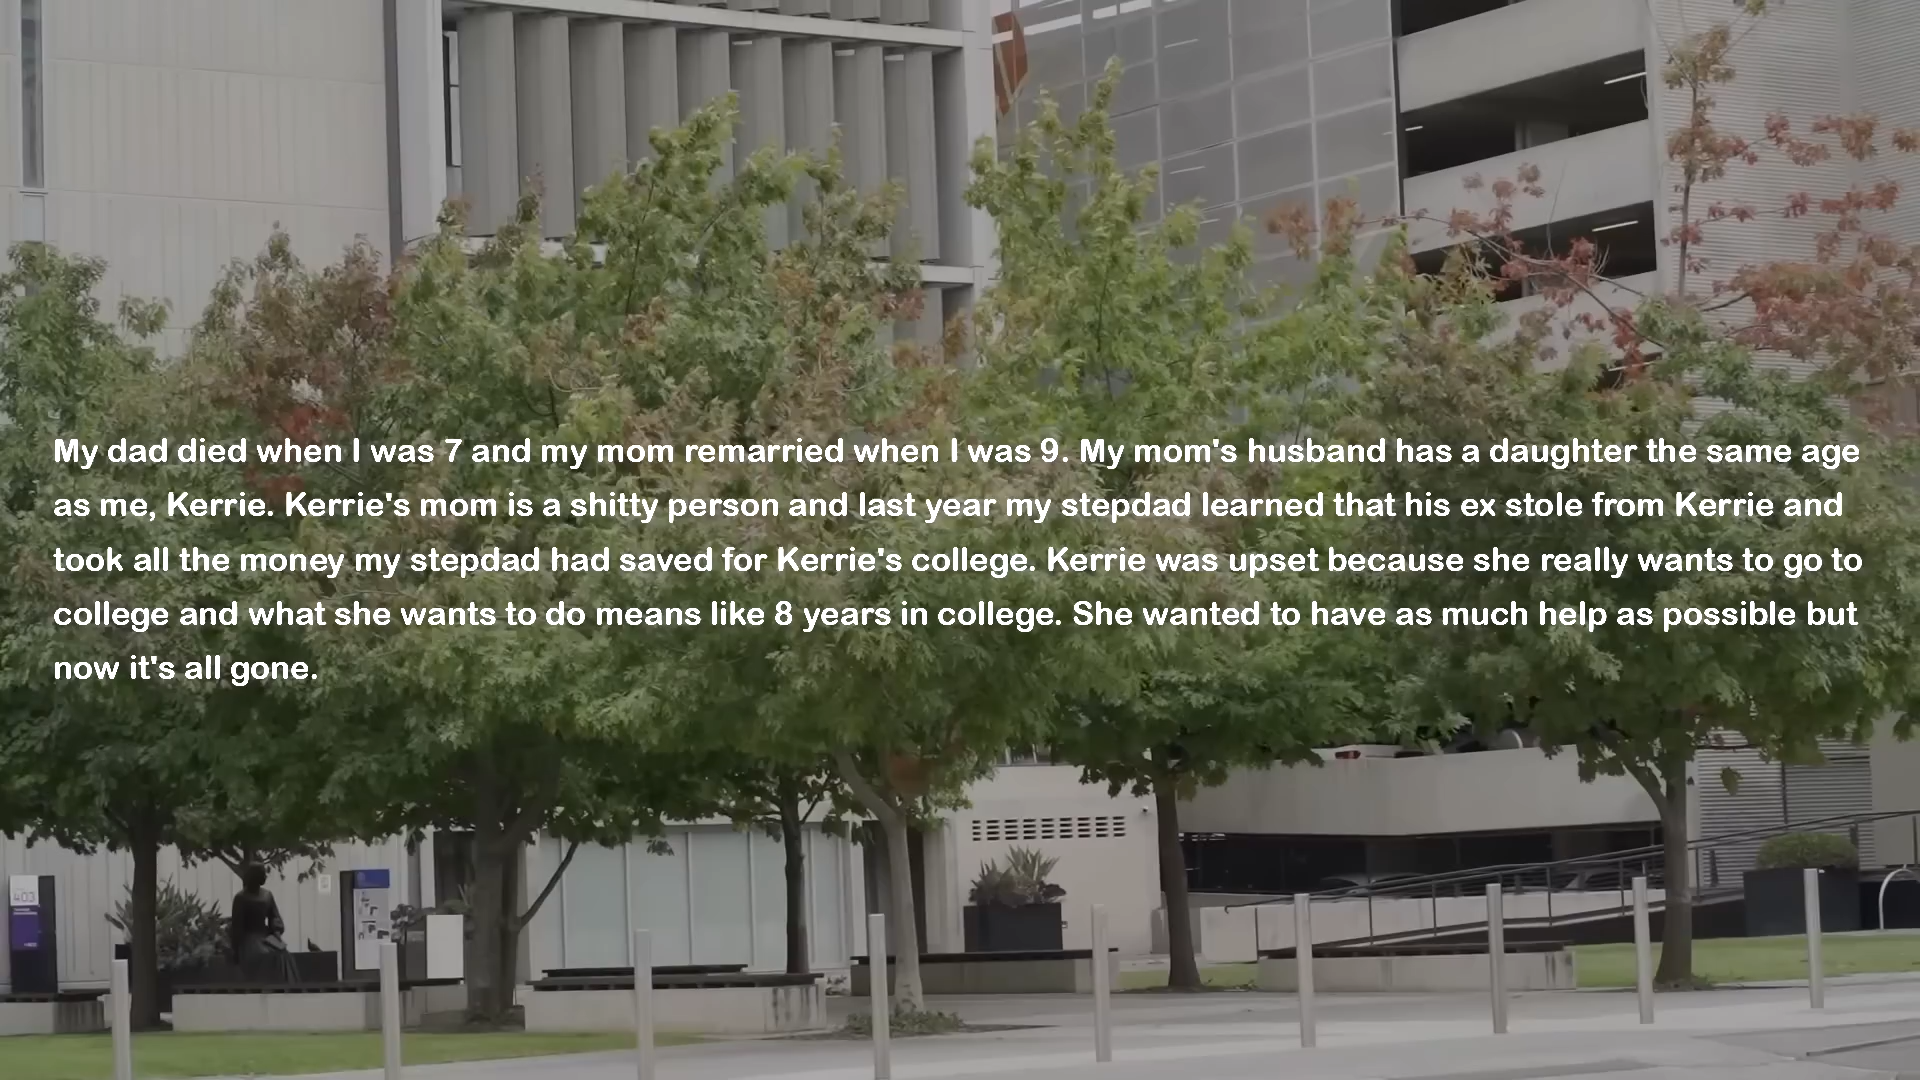 My dad died when I was 7 and my mom remarried when I was 9. My mom's husband has a daughter the same age
as me, Kerrie. Kerrie's mom is a shitty person and last year my stepdad learned that his ex stole from Kerrie and
took all the money my stepdad had saved for Kerrie's college. Kerrie was upset because she really wants to go to
college and what she wants to do means like 8 years in college. She wanted to have as much help as possible but
now it's all gone.
403